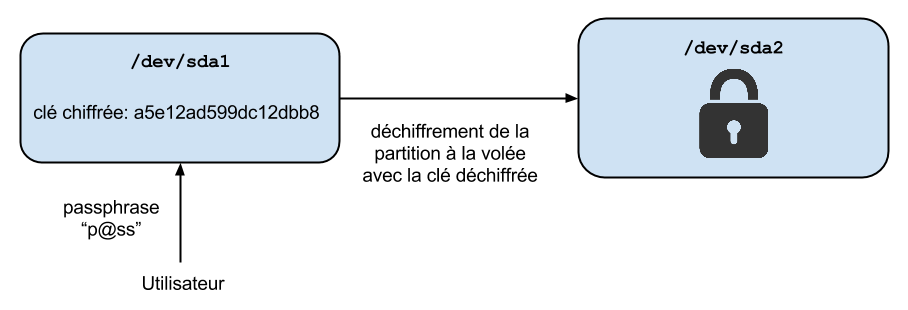 /dev/sda1
clé chiffrée: a5e12ad599dc12dbb8
/dev/sda2
déchiffrement de la
partition à la volée
avec la clé déchiffrée
passphrase
“p@ss”
Utilisateur